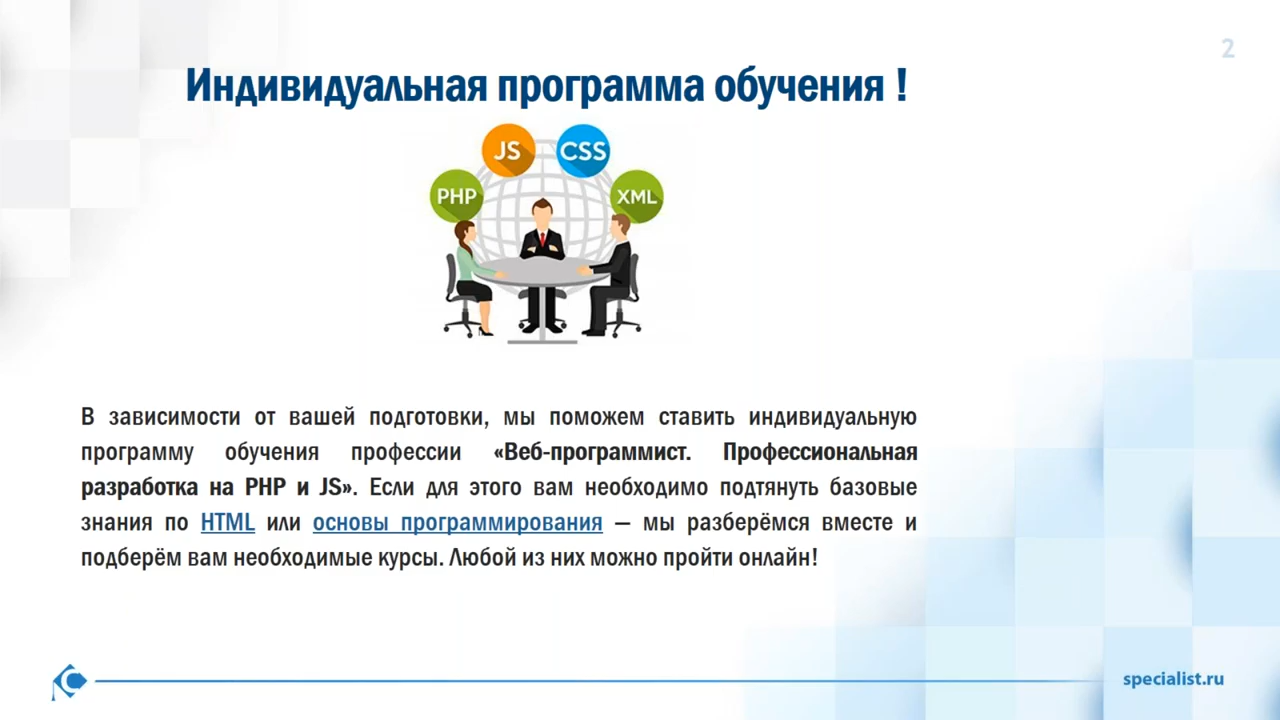 2
Индивидуальная программа обучения !
JS
CSS
PHP
XML
В зависимости от вашей подготовки, мы поможем ставить индивидуальную
программу обучения профессии «Веб-программист. Профессиональная
разработка на PHP и JS». Если для этого вам необходимо подтянуть базовые
знания по HTML или основы программирования — мы разберёмся вместе и
подберём вам необходимые курсы. Любой из них можно пройти онлайн!
specialist.ru